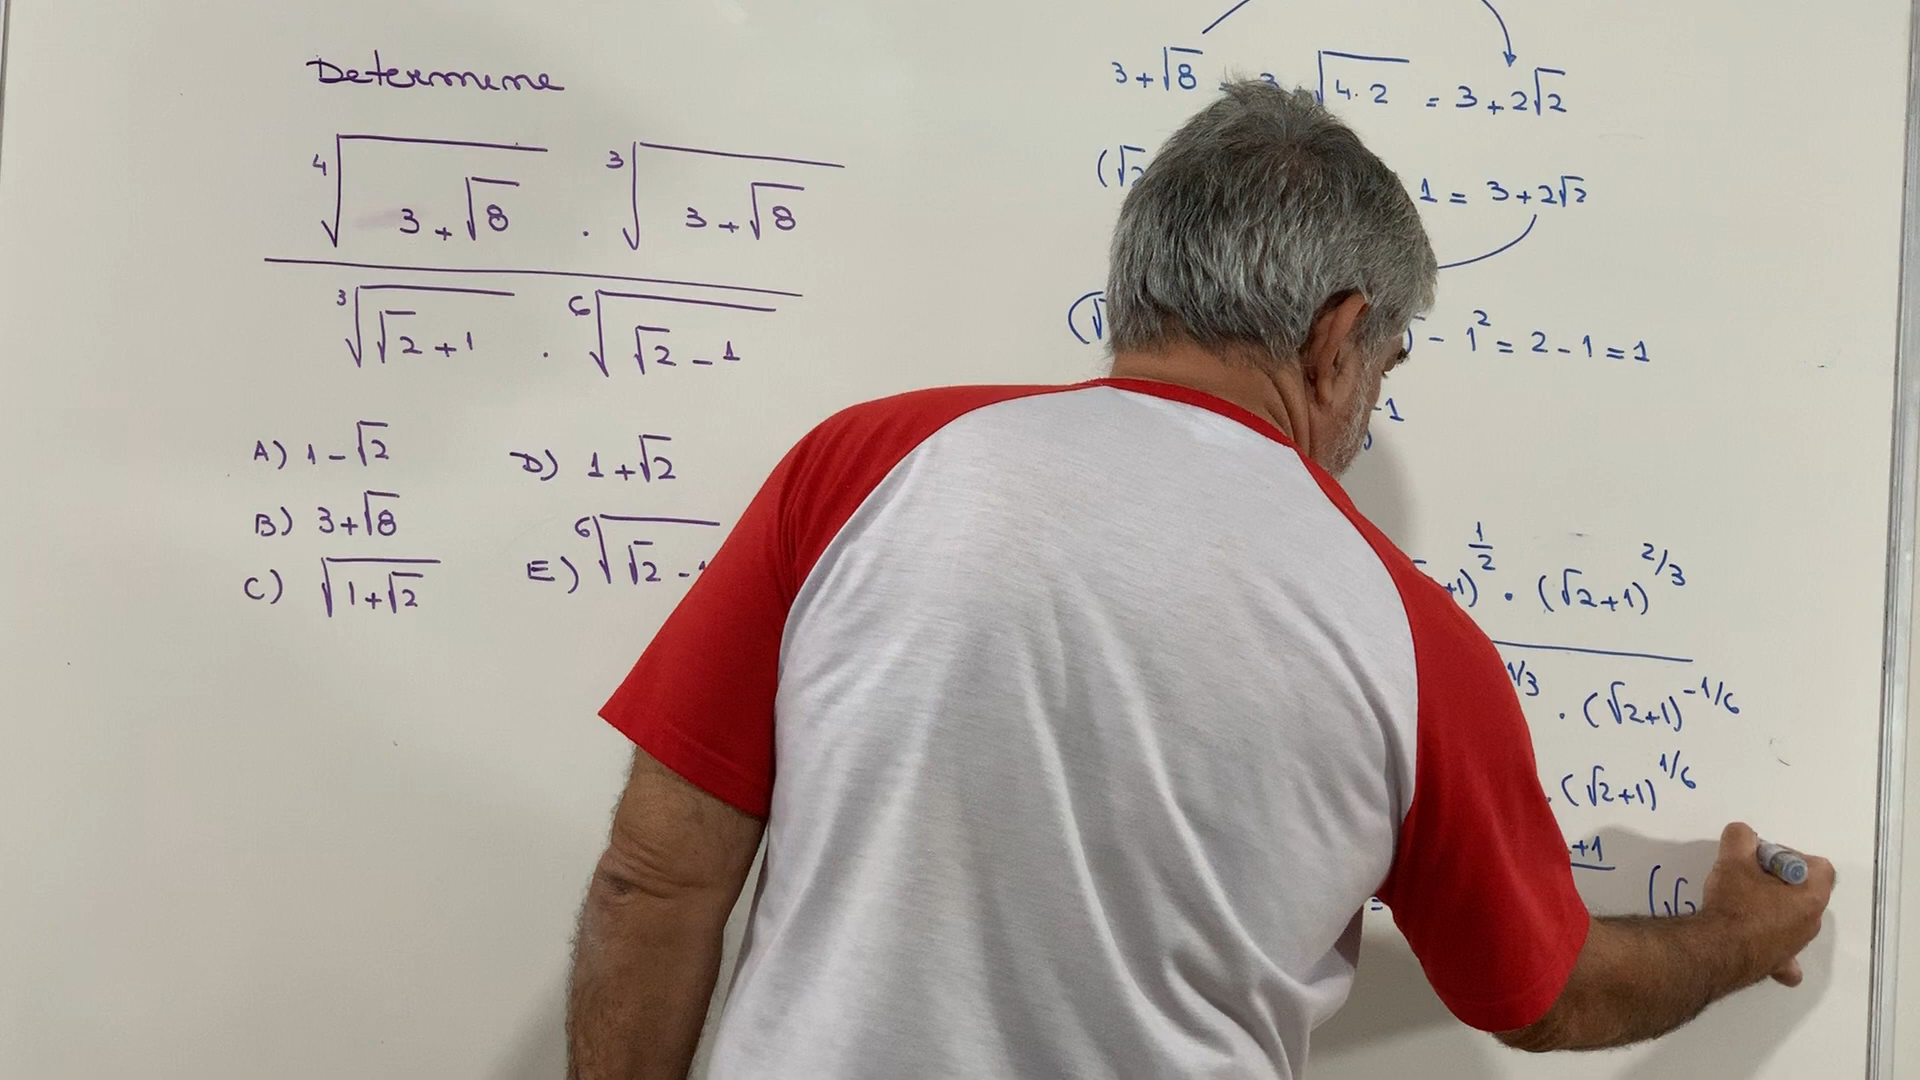 Determine
⁴√(3+√8) . ³√(3+√8)
³√(√2+1) . ⁶√(√2-1)
A) 1-√2
D) 1+√2
B) 3+√8
E) ⁶√(√2-1
C) √(1+√2)
3+√8 = 3+√(4.2) = 3+2√2
(√2
1 = 3+2√2
(√
) - 1² = 2-1 = 1
-1
+1)^(1/2) . (√2+1)^(2/3)
1/3 . (√2+1)^(-1/6)
. (√2+1)^(1/6)
+1
= (√2